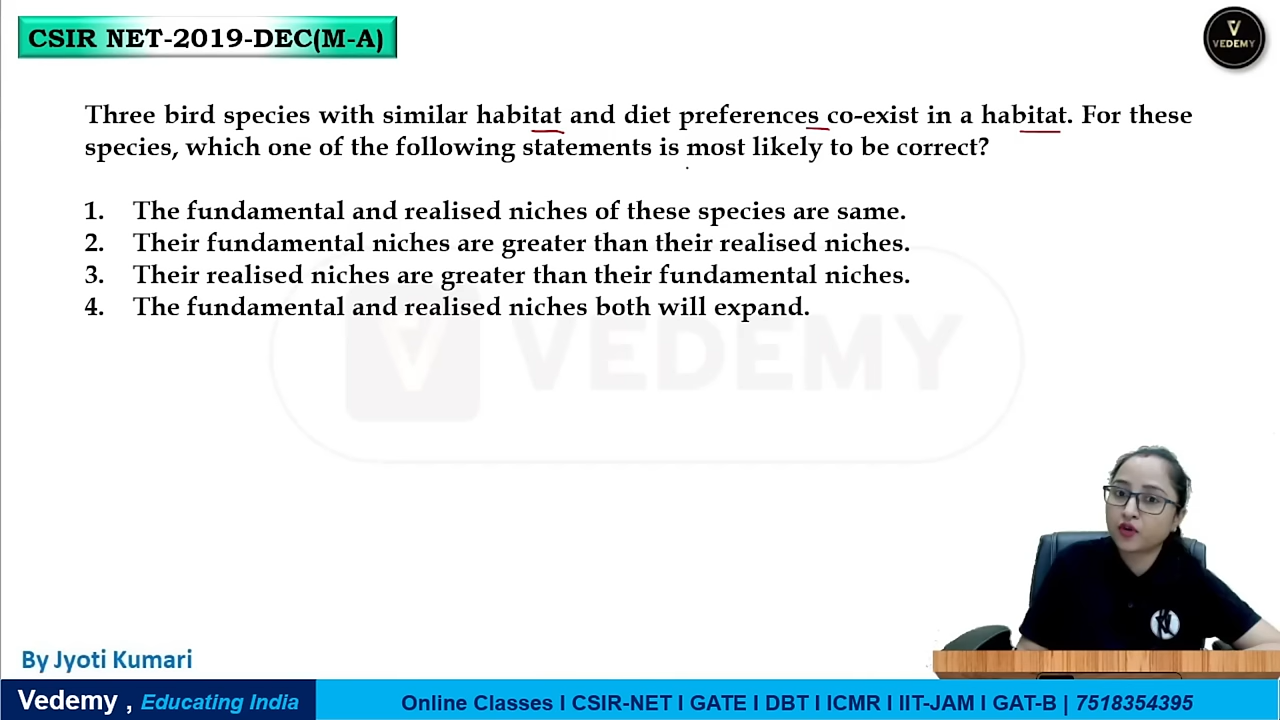 CSIR NET-2019-DEC(M-A)
V
VEDEMY
Three bird species with similar habitat and diet preferences co-exist in a habitat. For these
species, which one of the following statements is most likely to be correct?
1. The fundamental and realised niches of these species are same.
2. Their fundamental niches are greater than their realised niches.
3. Their realised niches are greater than their fundamental niches.
4. The fundamental and realised niches both will expand.
VEDEMY
By Jyoti Kumari
Vedemy , Educating India
Online Classes I CSIR-NET I GATE I DBT I ICMR I IIT-JAM I GAT-B | 7518354395